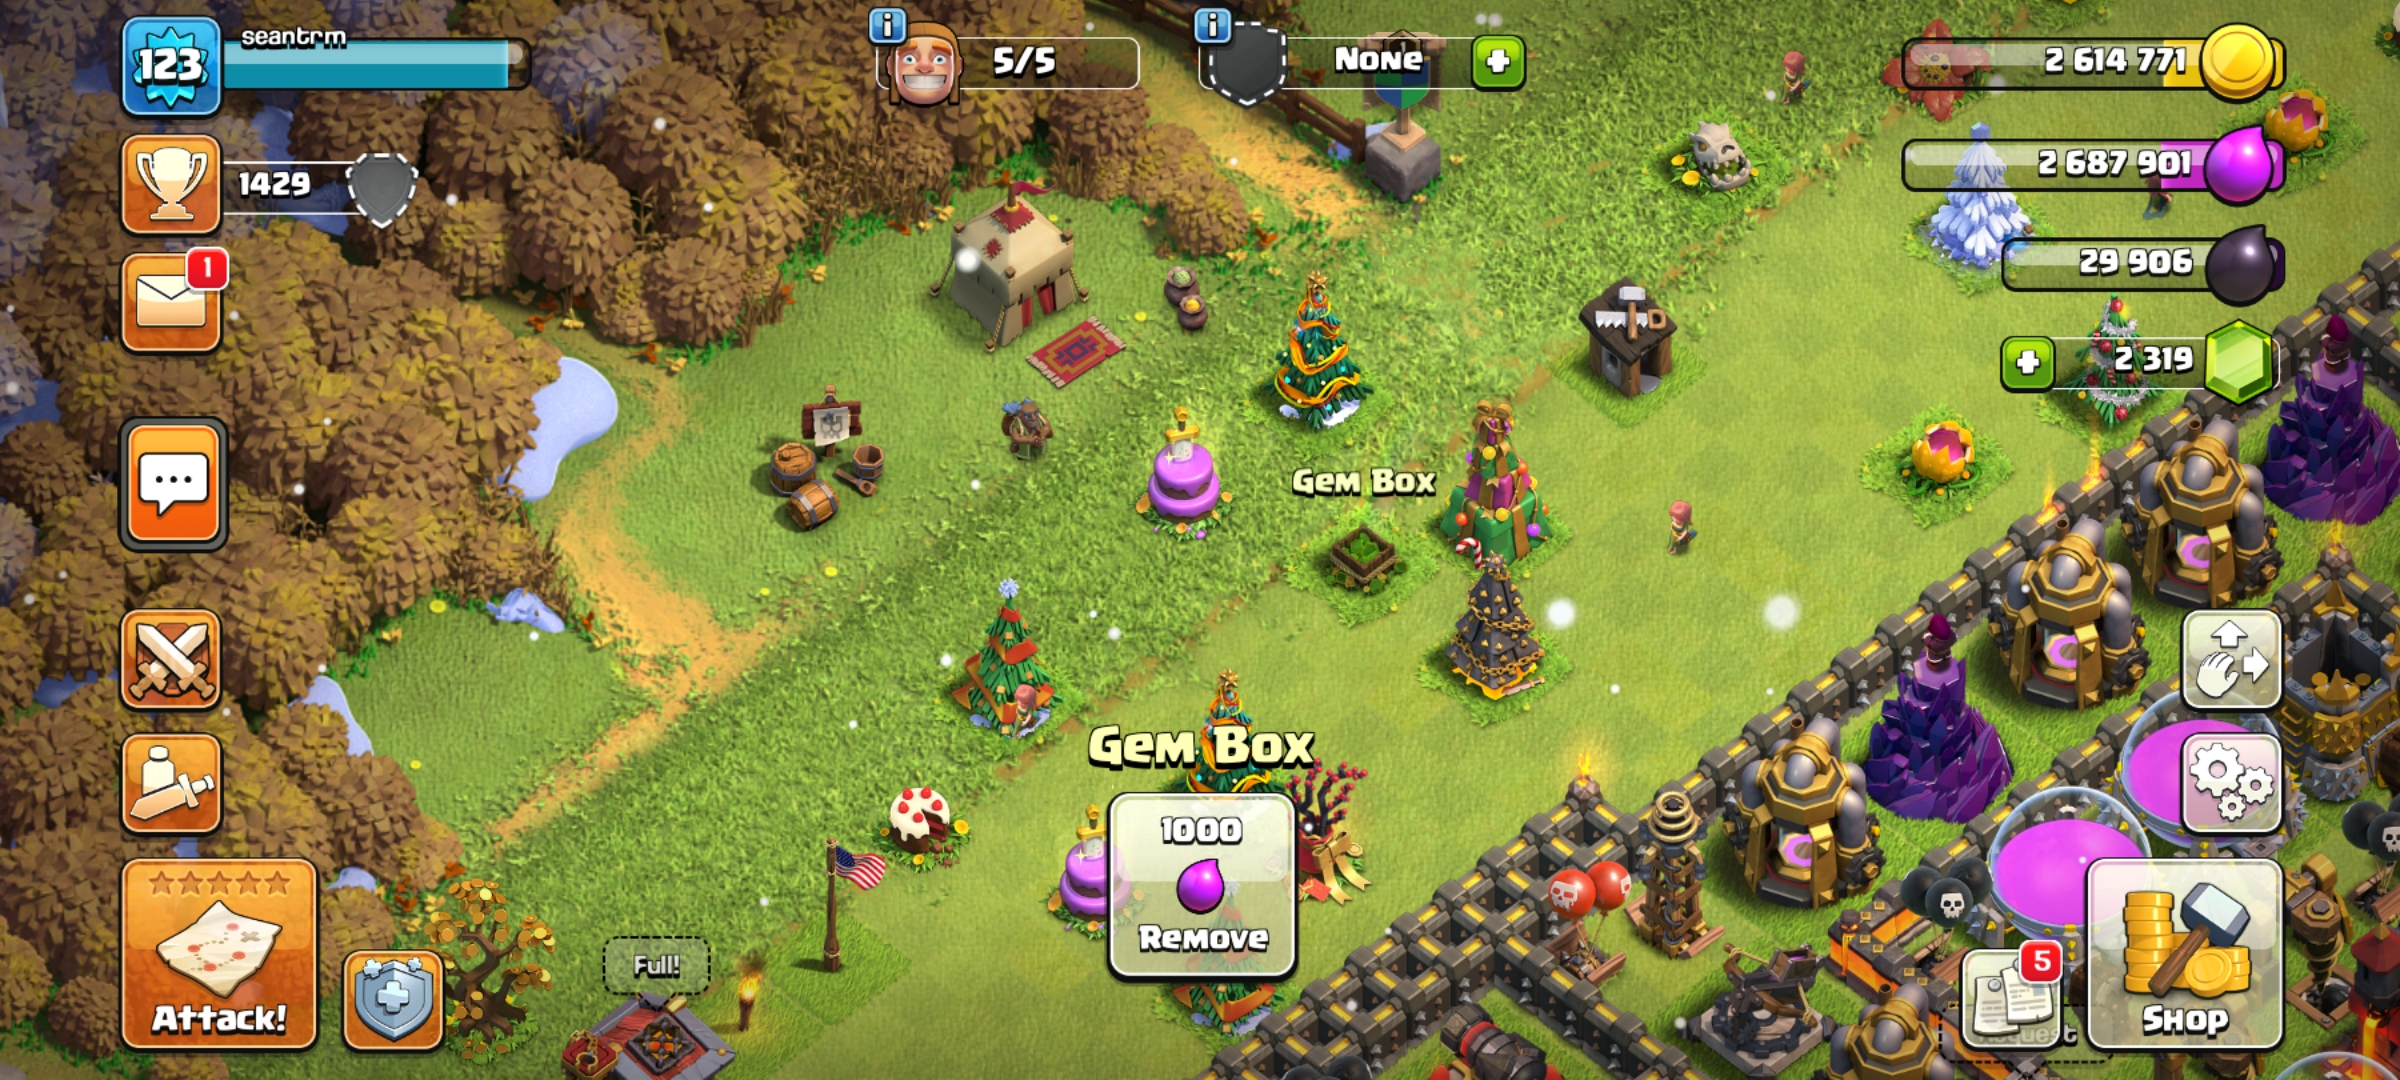 seantrm
123
5/5
None
2 614 771
1429
2 687 901
1
29 906
2 319
Gem Box
Gem Box
1000
Remove
Full!
5
Attack!
Shop